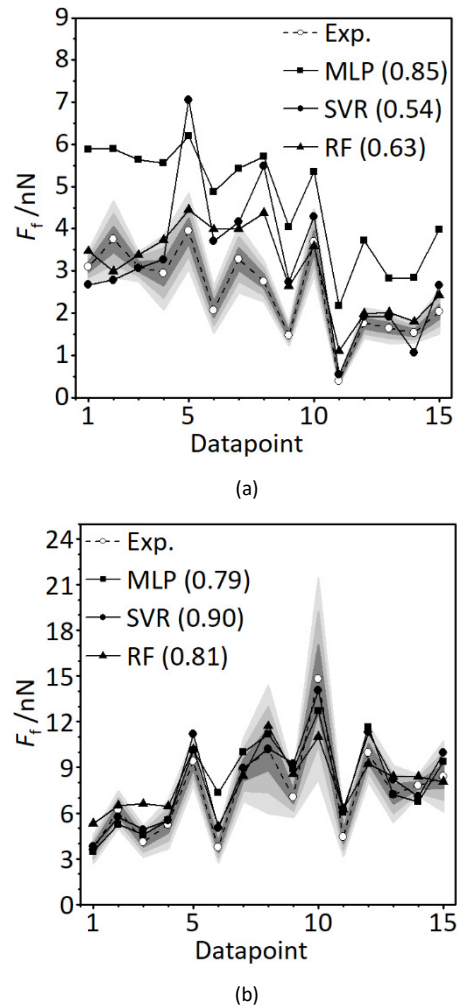 9
8
7
6
5
4
3
2
1
0
F_f /nN
Exp.
MLP (0.85)
SVR (0.54)
RF (0.63)
1 5 10 15
Datapoint
(a)
24
21
18
15
12
9
6
3
0
F_f /nN
Exp.
MLP (0.79)
SVR (0.90)
RF (0.81)
1 5 10 15
Datapoint
(b)